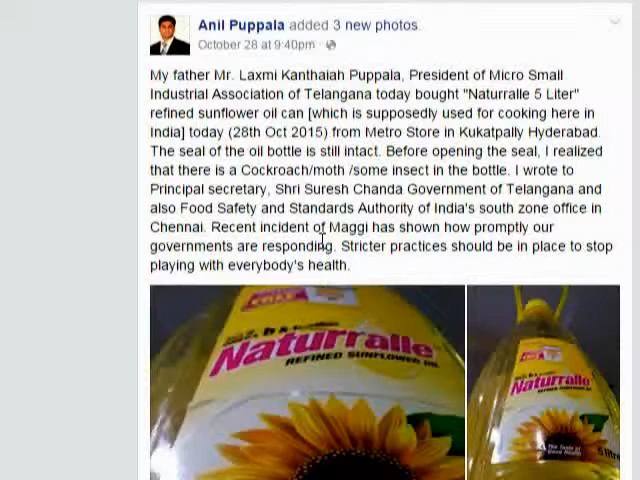 Anil Puppala added 3 new photos.
October 28 at 9:40pm ·
My father Mr. Laxmi Kanthaiah Puppala, President of Micro Small
Industrial Association of Telangana today bought "Naturralle 5 Liter"
refined sunflower oil can [which is supposedly used for cooking here in
India] today (28th Oct 2015) from Metro Store in Kukatpally Hyderabad.
The seal of the oil bottle is still intact. Before opening the seal, I realized
that there is a Cockroach/moth /some insect in the bottle. I wrote to
Principal secretary, Shri Suresh Chanda Government of Telangana and
also Food Safety and Standards Authority of India's south zone office in
Chennai. Recent incident of Maggi has shown how promptly our
governments are responding. Stricter practices should be in place to stop
playing with everybody's health.
Naturralle
REFINED SUNFLOWER OIL
Naturralle
5 litre